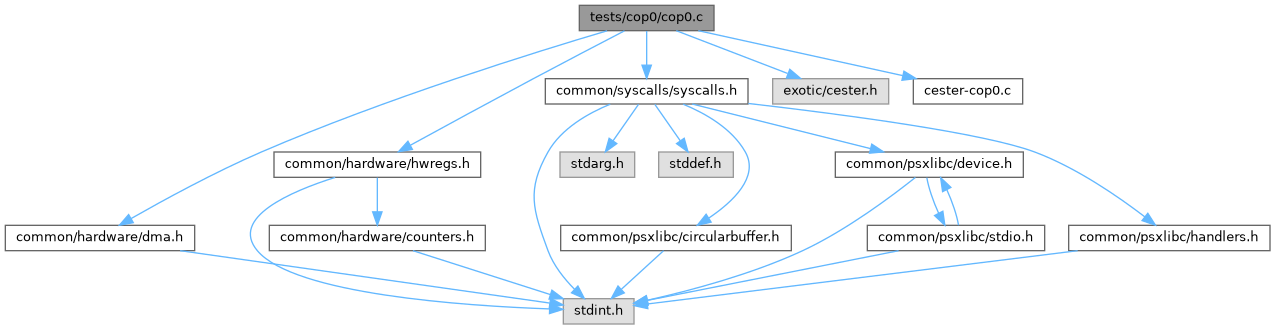 tests/cop0/cop0.c
common/syscalls/syscalls.h
exotic/cester.h
cester-cop0.c
common/hardware/hwregs.h
stdarg.h
stddef.h
common/psxlibc/device.h
common/hardware/dma.h
common/hardware/counters.h
common/psxlibc/circularbuffer.h
common/psxlibc/stdio.h
common/psxlibc/handlers.h
stdint.h